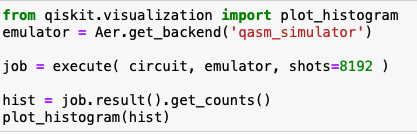 from qiskit.visualization import plot_histogram
emulator = Aer.get_backend('qasm_simulator')
job = execute( circuit, emulator, shots=8192 )
hist = job.result().get_counts()
plot_histogram(hist)